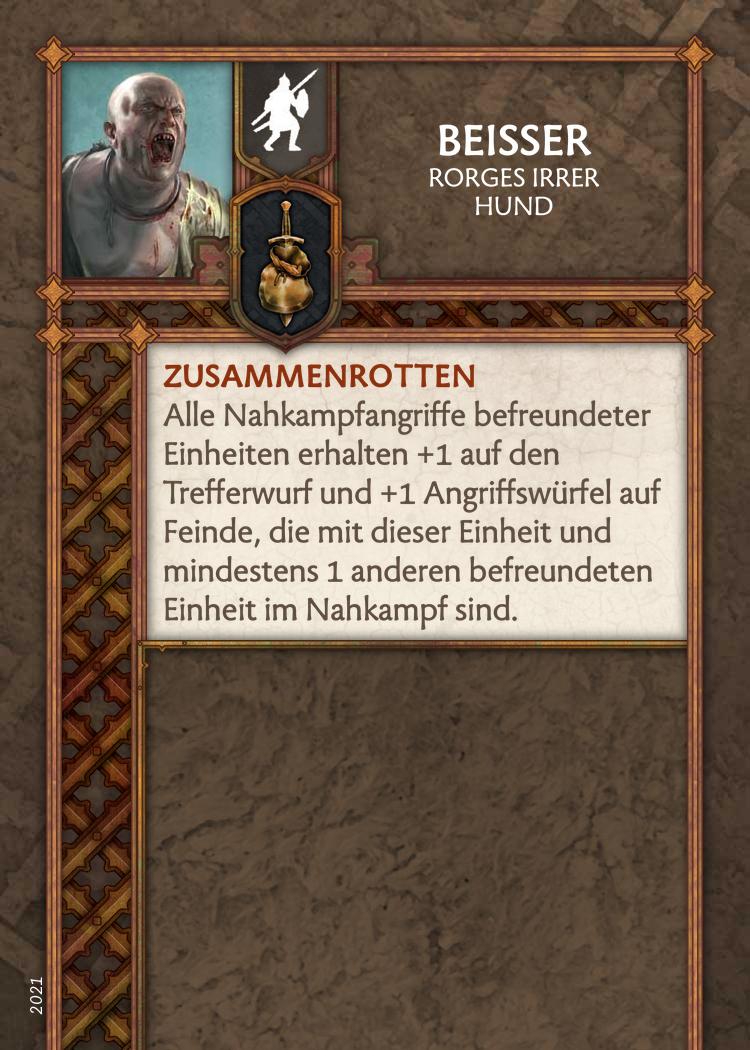 BEISSER
RORGES IRRER
HUND
ZUSAMMENROTTEN
Alle Nahkampfangriffe befreundeter
Einheiten erhalten +1 auf den
Trefferwurf und +1 Angriffswürfel auf
Feinde, die mit dieser Einheit und
mindestens 1 anderen befreundeten
Einheit im Nahkampf sind.
2021